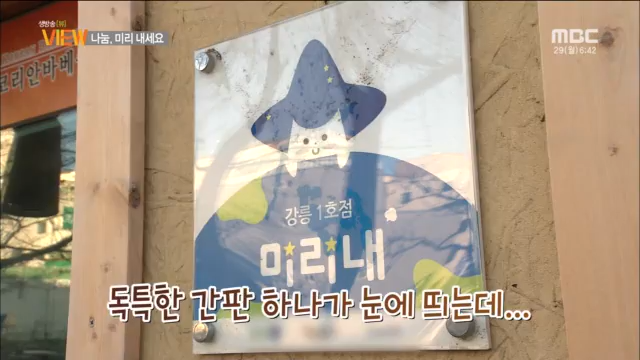 생방송 [뷰]
VIEW 나눔, 미리 내세요
MBC
29(월) 6:42
코리안바베
강릉 1호점
미리내
독특한 간판 하나가 눈에 띄는데...